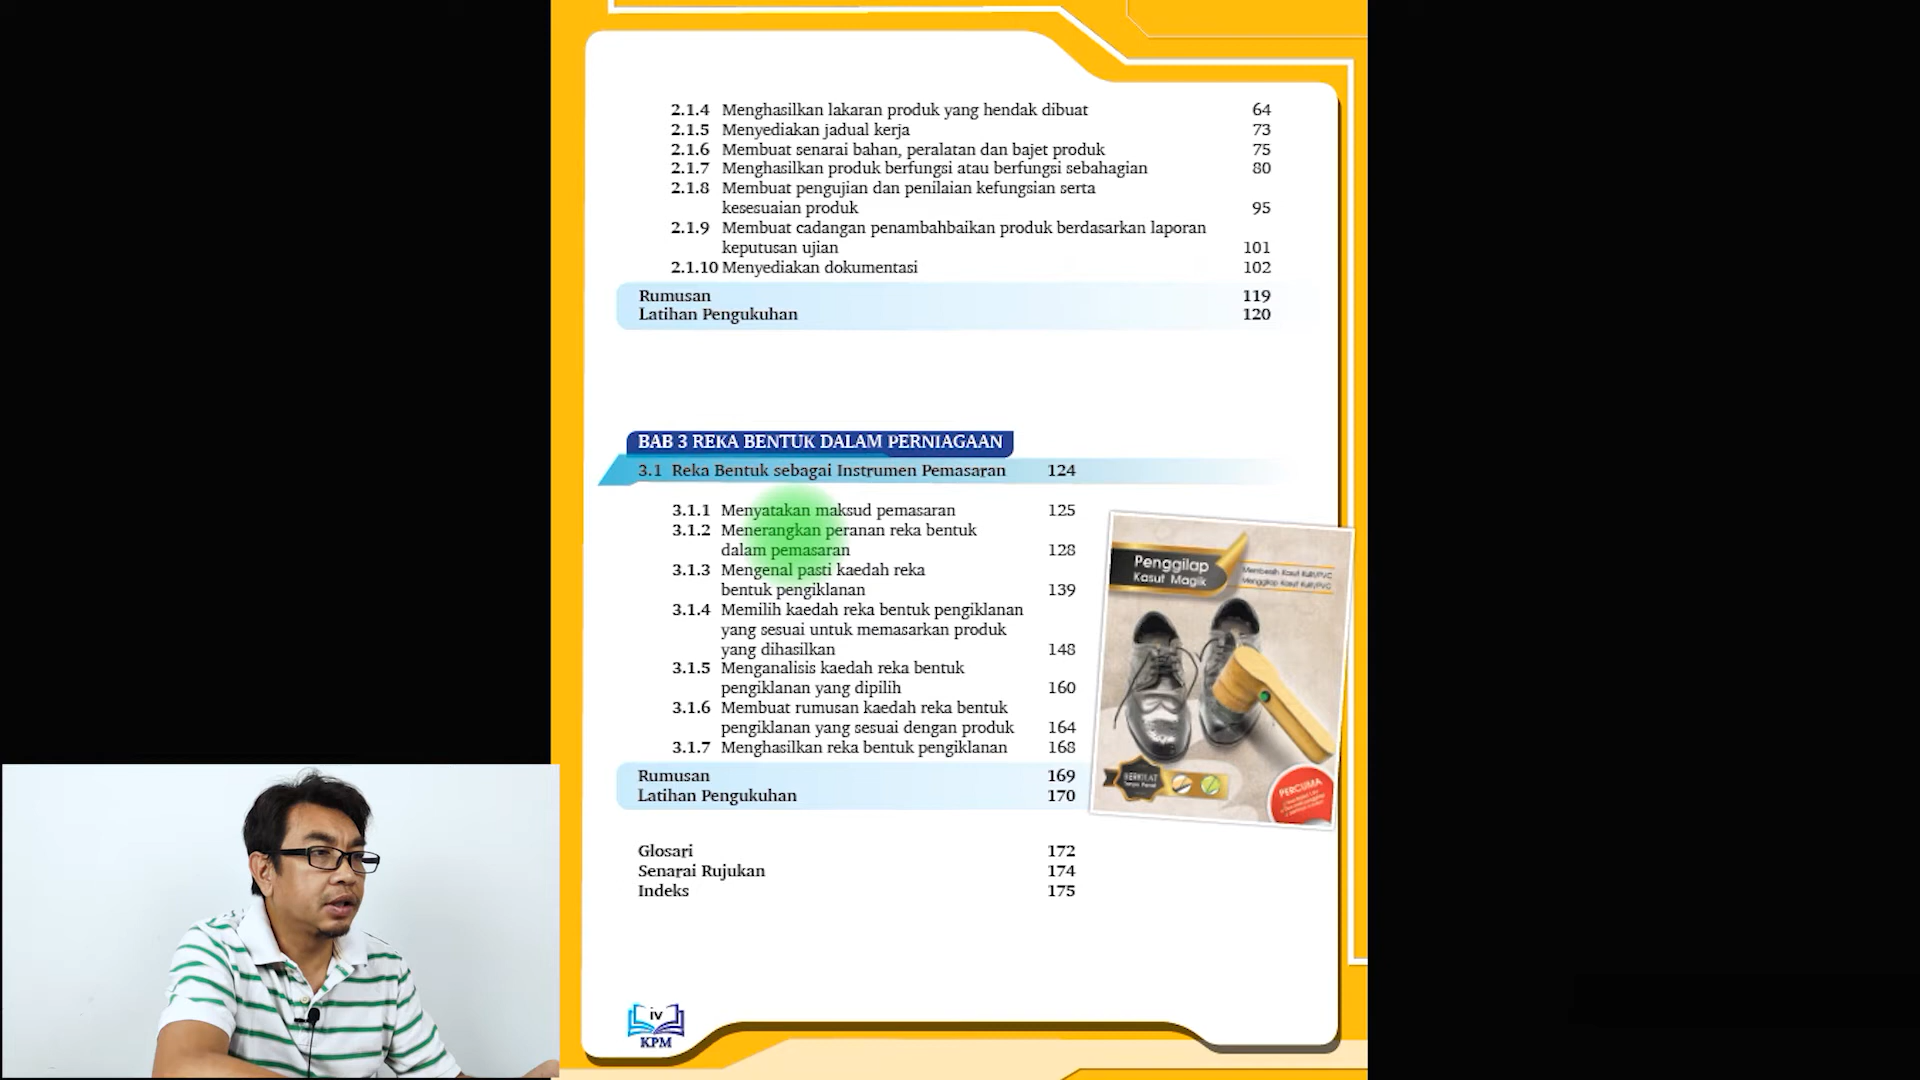 2.1.4 Menghasilkan lakaran produk yang hendak dibuat 64
2.1.5 Menyediakan jadual kerja 73
2.1.6 Membuat senarai bahan, peralatan dan bajet produk 75
2.1.7 Menghasilkan produk berfungsi atau berfungsi sebahagian 80
2.1.8 Membuat pengujian dan penilaian kefungsian serta
kesesuaian produk 95
2.1.9 Membuat cadangan penambahbaikan produk berdasarkan laporan
keputusan ujian 101
2.1.10 Menyediakan dokumentasi 102
Rumusan 119
Latihan Pengukuhan 120
BAB 3 REKA BENTUK DALAM PERNIAGAAN
3.1 Reka Bentuk sebagai Instrumen Pemasaran 124
3.1.1 Menyatakan maksud pemasaran 125
3.1.2 Menerangkan peranan reka bentuk
dalam pemasaran 128
3.1.3 Mengenal pasti kaedah reka
bentuk pengiklanan 139
3.1.4 Memilih kaedah reka bentuk pengiklanan
yang sesuai untuk memasarkan produk
yang dihasilkan 148
3.1.5 Menganalisis kaedah reka bentuk
pengiklanan yang dipilih 160
3.1.6 Membuat rumusan kaedah reka bentuk
pengiklanan yang sesuai dengan produk 164
3.1.7 Menghasilkan reka bentuk pengiklanan 168
Rumusan 169
Latihan Pengukuhan 170
Glosari 172
Senarai Rujukan 174
Indeks 175
Penggilap
Kasut Magik
Membersih Kasut Kulit/PVC
Menggilap Kasut Kulit/PVC
BERKILAT
PERCUMA
iv
KPM